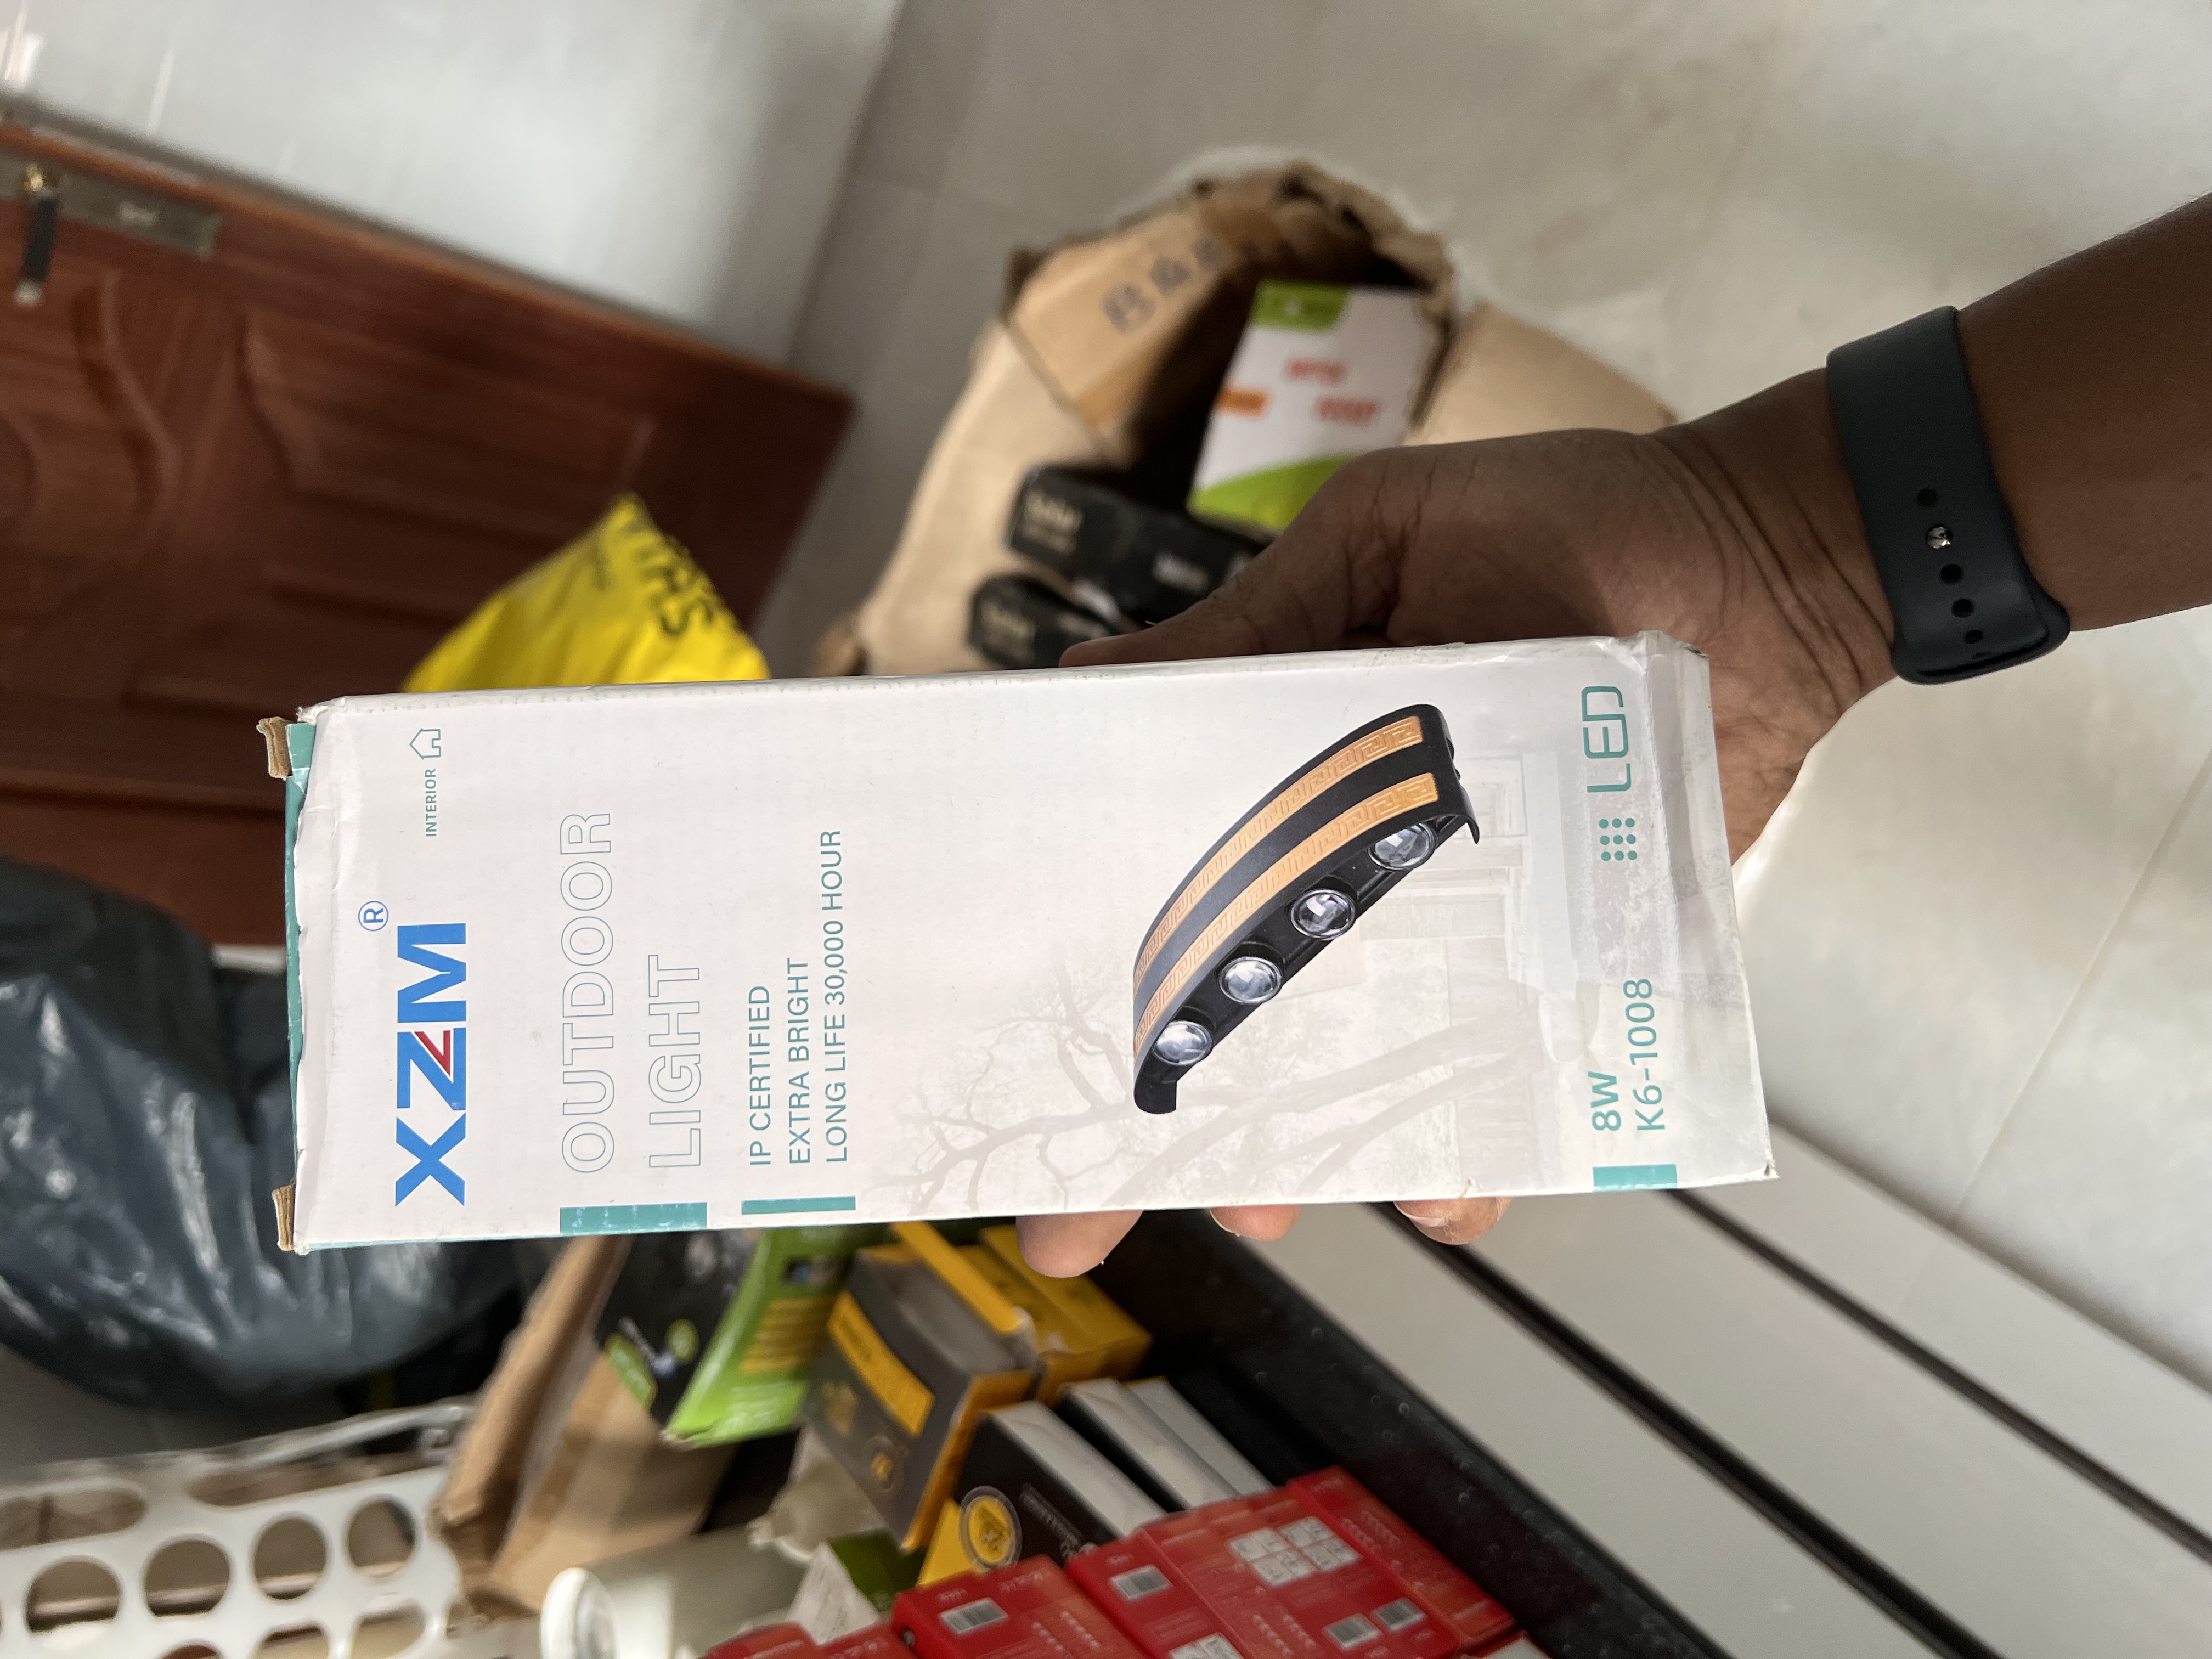 XZM®
INTERIOR
OUTDOOR
LIGHT
IP CERTIFIED
EXTRA BRIGHT
LONG LIFE 30,000 HOUR
8W
K6-1008
LED